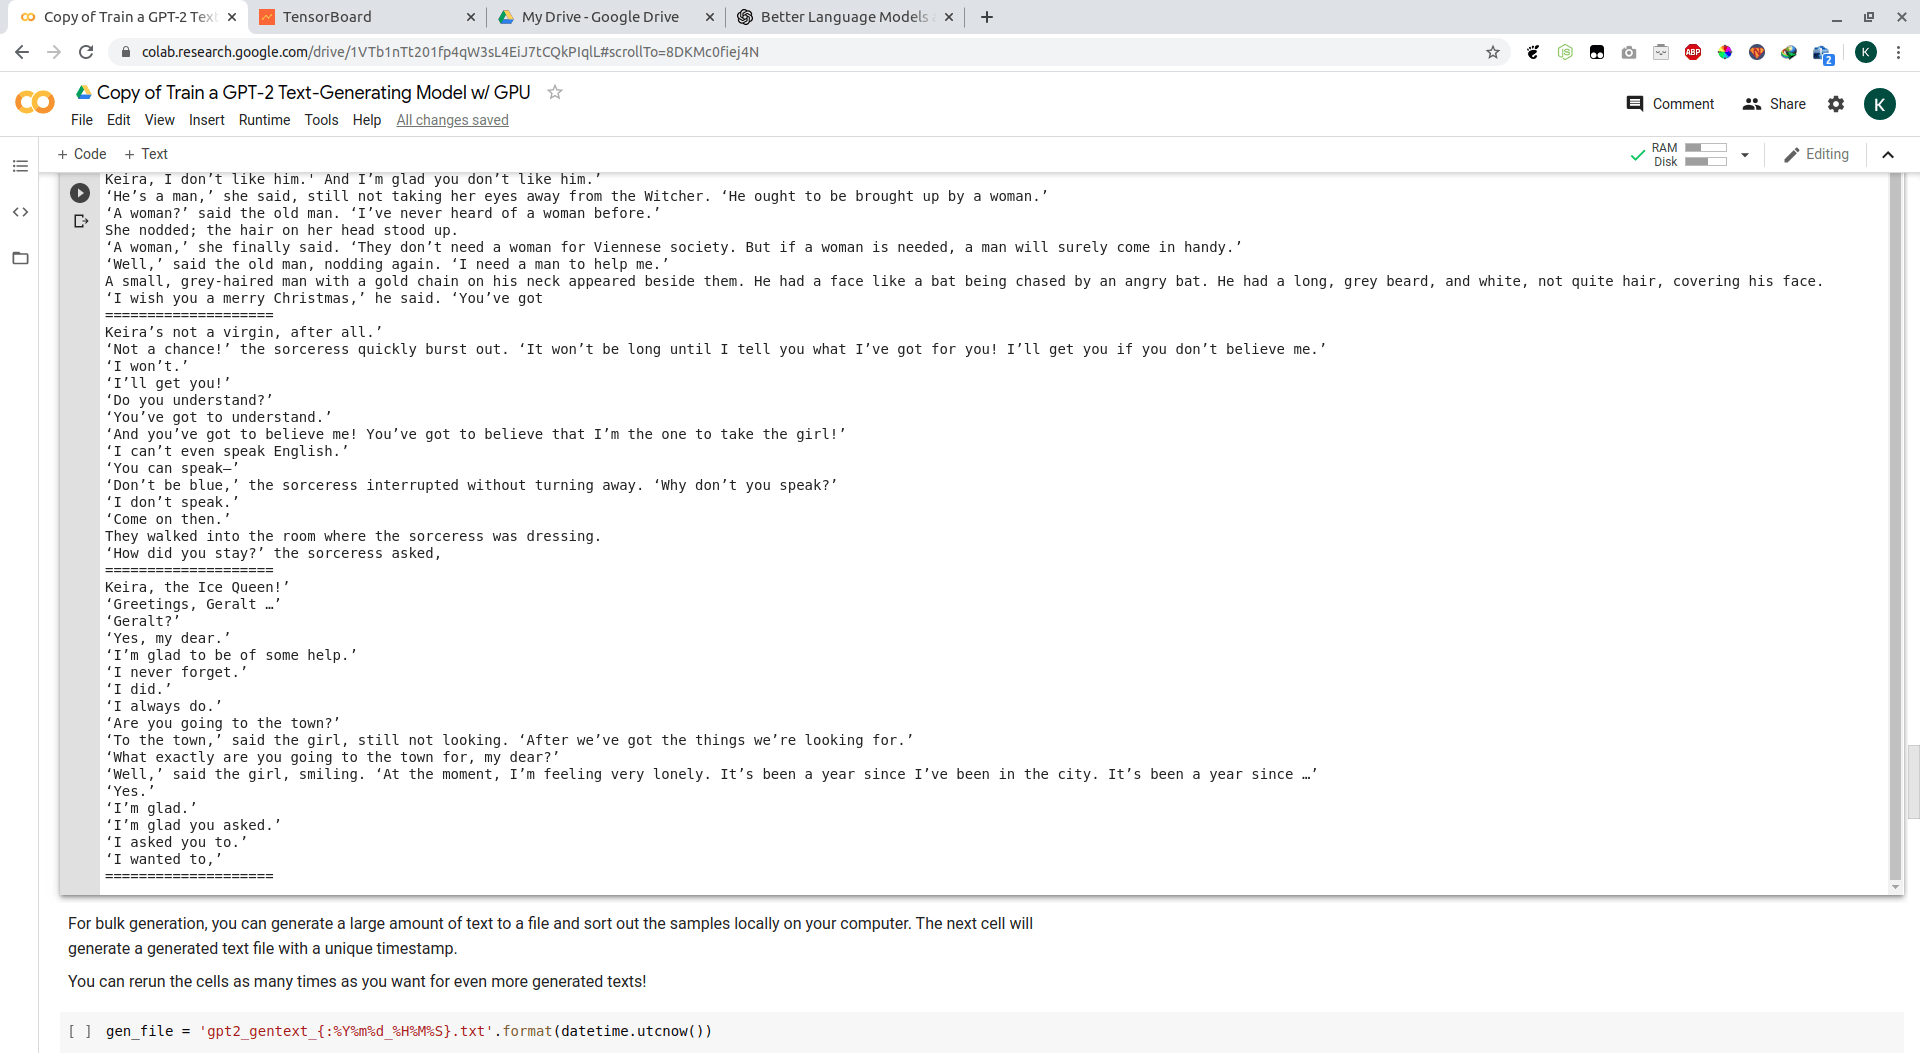 Copy of Train a GPT-2 Text
TensorBoard
My Drive - Google Drive
Better Language Models
colab.research.google.com/drive/1VTb1nTt201fp4qW3sL4EiJ7tCQkPIqlL#scrollTo=8DKMc0fiej4N
ABP
2
K
Copy of Train a GPT-2 Text-Generating Model w/ GPU
Comment
Share
K
File Edit View Insert Runtime Tools Help All changes saved
+ Code + Text
RAM
Disk
Editing
Keira, I don’t like him.' And I’m glad you don’t like him.’
‘He’s a man,’ she said, still not taking her eyes away from the Witcher. ‘He ought to be brought up by a woman.’
‘A woman?’ said the old man. ‘I’ve never heard of a woman before.’
She nodded; the hair on her head stood up.
‘A woman,’ she finally said. ‘They don’t need a woman for Viennese society. But if a woman is needed, a man will surely come in handy.’
‘Well,’ said the old man, nodding again. ‘I need a man to help me.’
A small, grey-haired man with a gold chain on his neck appeared beside them. He had a face like a bat being chased by an angry bat. He had a long, grey beard, and white, not quite hair, covering his face.
‘I wish you a merry Christmas,’ he said. ‘You’ve got
====================
Keira’s not a virgin, after all.’
‘Not a chance!’ the sorceress quickly burst out. ‘It won’t be long until I tell you what I’ve got for you! I’ll get you if you don’t believe me.’
‘I won’t.’
‘I’ll get you!’
‘Do you understand?’
‘You’ve got to understand.’
‘And you’ve got to believe me! You’ve got to believe that I’m the one to take the girl!’
‘I can’t even speak English.’
‘You can speak—’
‘Don’t be blue,’ the sorceress interrupted without turning away. ‘Why don’t you speak?’
‘I don’t speak.’
‘Come on then.’
They walked into the room where the sorceress was dressing.
‘How did you stay?’ the sorceress asked,
====================
Keira, the Ice Queen!’
‘Greetings, Geralt …’
‘Geralt?’
‘Yes, my dear.’
‘I’m glad to be of some help.’
‘I never forget.’
‘I did.’
‘I always do.’
‘Are you going to the town?’
‘To the town,’ said the girl, still not looking. ‘After we’ve got the things we’re looking for.’
‘What exactly are you going to the town for, my dear?’
‘Well,’ said the girl, smiling. ‘At the moment, I’m feeling very lonely. It’s been a year since I’ve been in the city. It’s been a year since …’
‘Yes.’
‘I’m glad.’
‘I’m glad you asked.’
‘I asked you to.’
‘I wanted to,’
====================
For bulk generation, you can generate a large amount of text to a file and sort out the samples locally on your computer. The next cell will
generate a generated text file with a unique timestamp.
You can rerun the cells as many times as you want for even more generated texts!
[ ] gen_file = 'gpt2_gentext_{:%Y%m%d_%H%M%S}.txt'.format(datetime.utcnow())